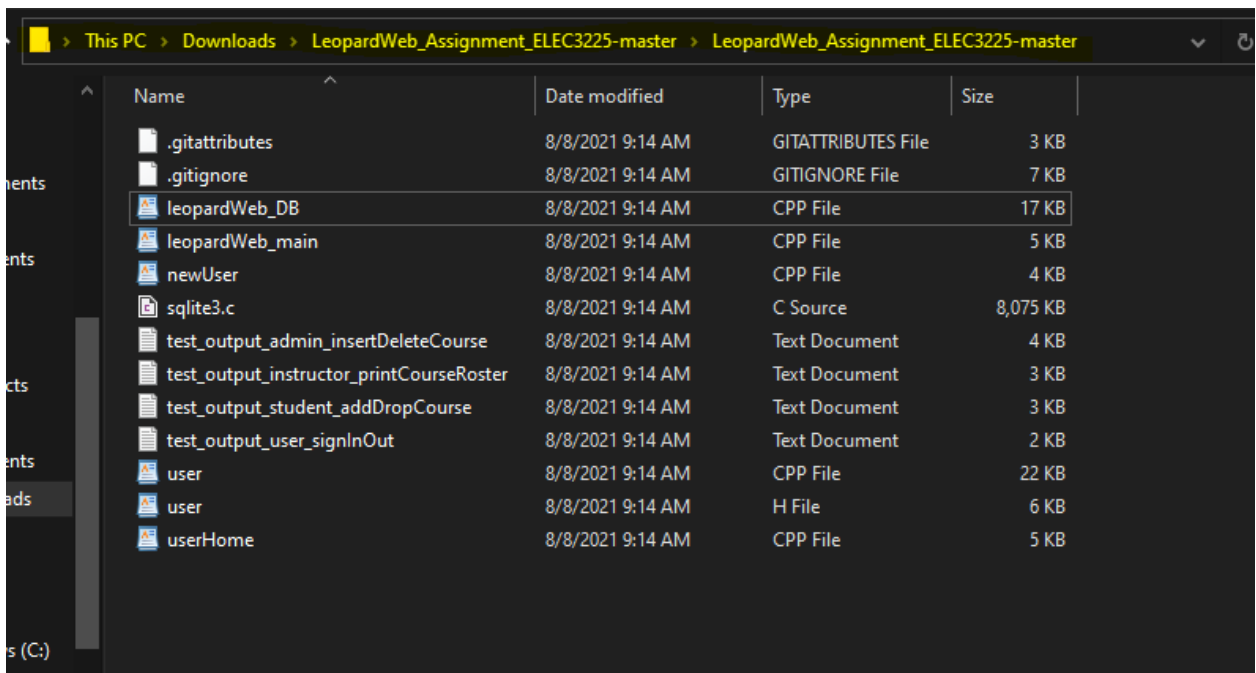 This PC > Downloads > LeopardWeb_Assignment_ELEC3225-master > LeopardWeb_Assignment_ELEC3225-master
Name Date modified Type Size
.gitattributes 8/8/2021 9:14 AM GITATTRIBUTES File 3 KB
.gitignore 8/8/2021 9:14 AM GITIGNORE File 7 KB
leopardWeb_DB 8/8/2021 9:14 AM CPP File 17 KB
leopardWeb_main 8/8/2021 9:14 AM CPP File 5 KB
newUser 8/8/2021 9:14 AM CPP File 4 KB
sqlite3.c 8/8/2021 9:14 AM C Source 8,075 KB
test_output_admin_insertDeleteCourse 8/8/2021 9:14 AM Text Document 4 KB
test_output_instructor_printCourseRoster 8/8/2021 9:14 AM Text Document 3 KB
test_output_student_addDropCourse 8/8/2021 9:14 AM Text Document 3 KB
test_output_user_signInOut 8/8/2021 9:14 AM Text Document 2 KB
user 8/8/2021 9:14 AM CPP File 22 KB
user 8/8/2021 9:14 AM H File 6 KB
userHome 8/8/2021 9:14 AM CPP File 5 KB
(C:)